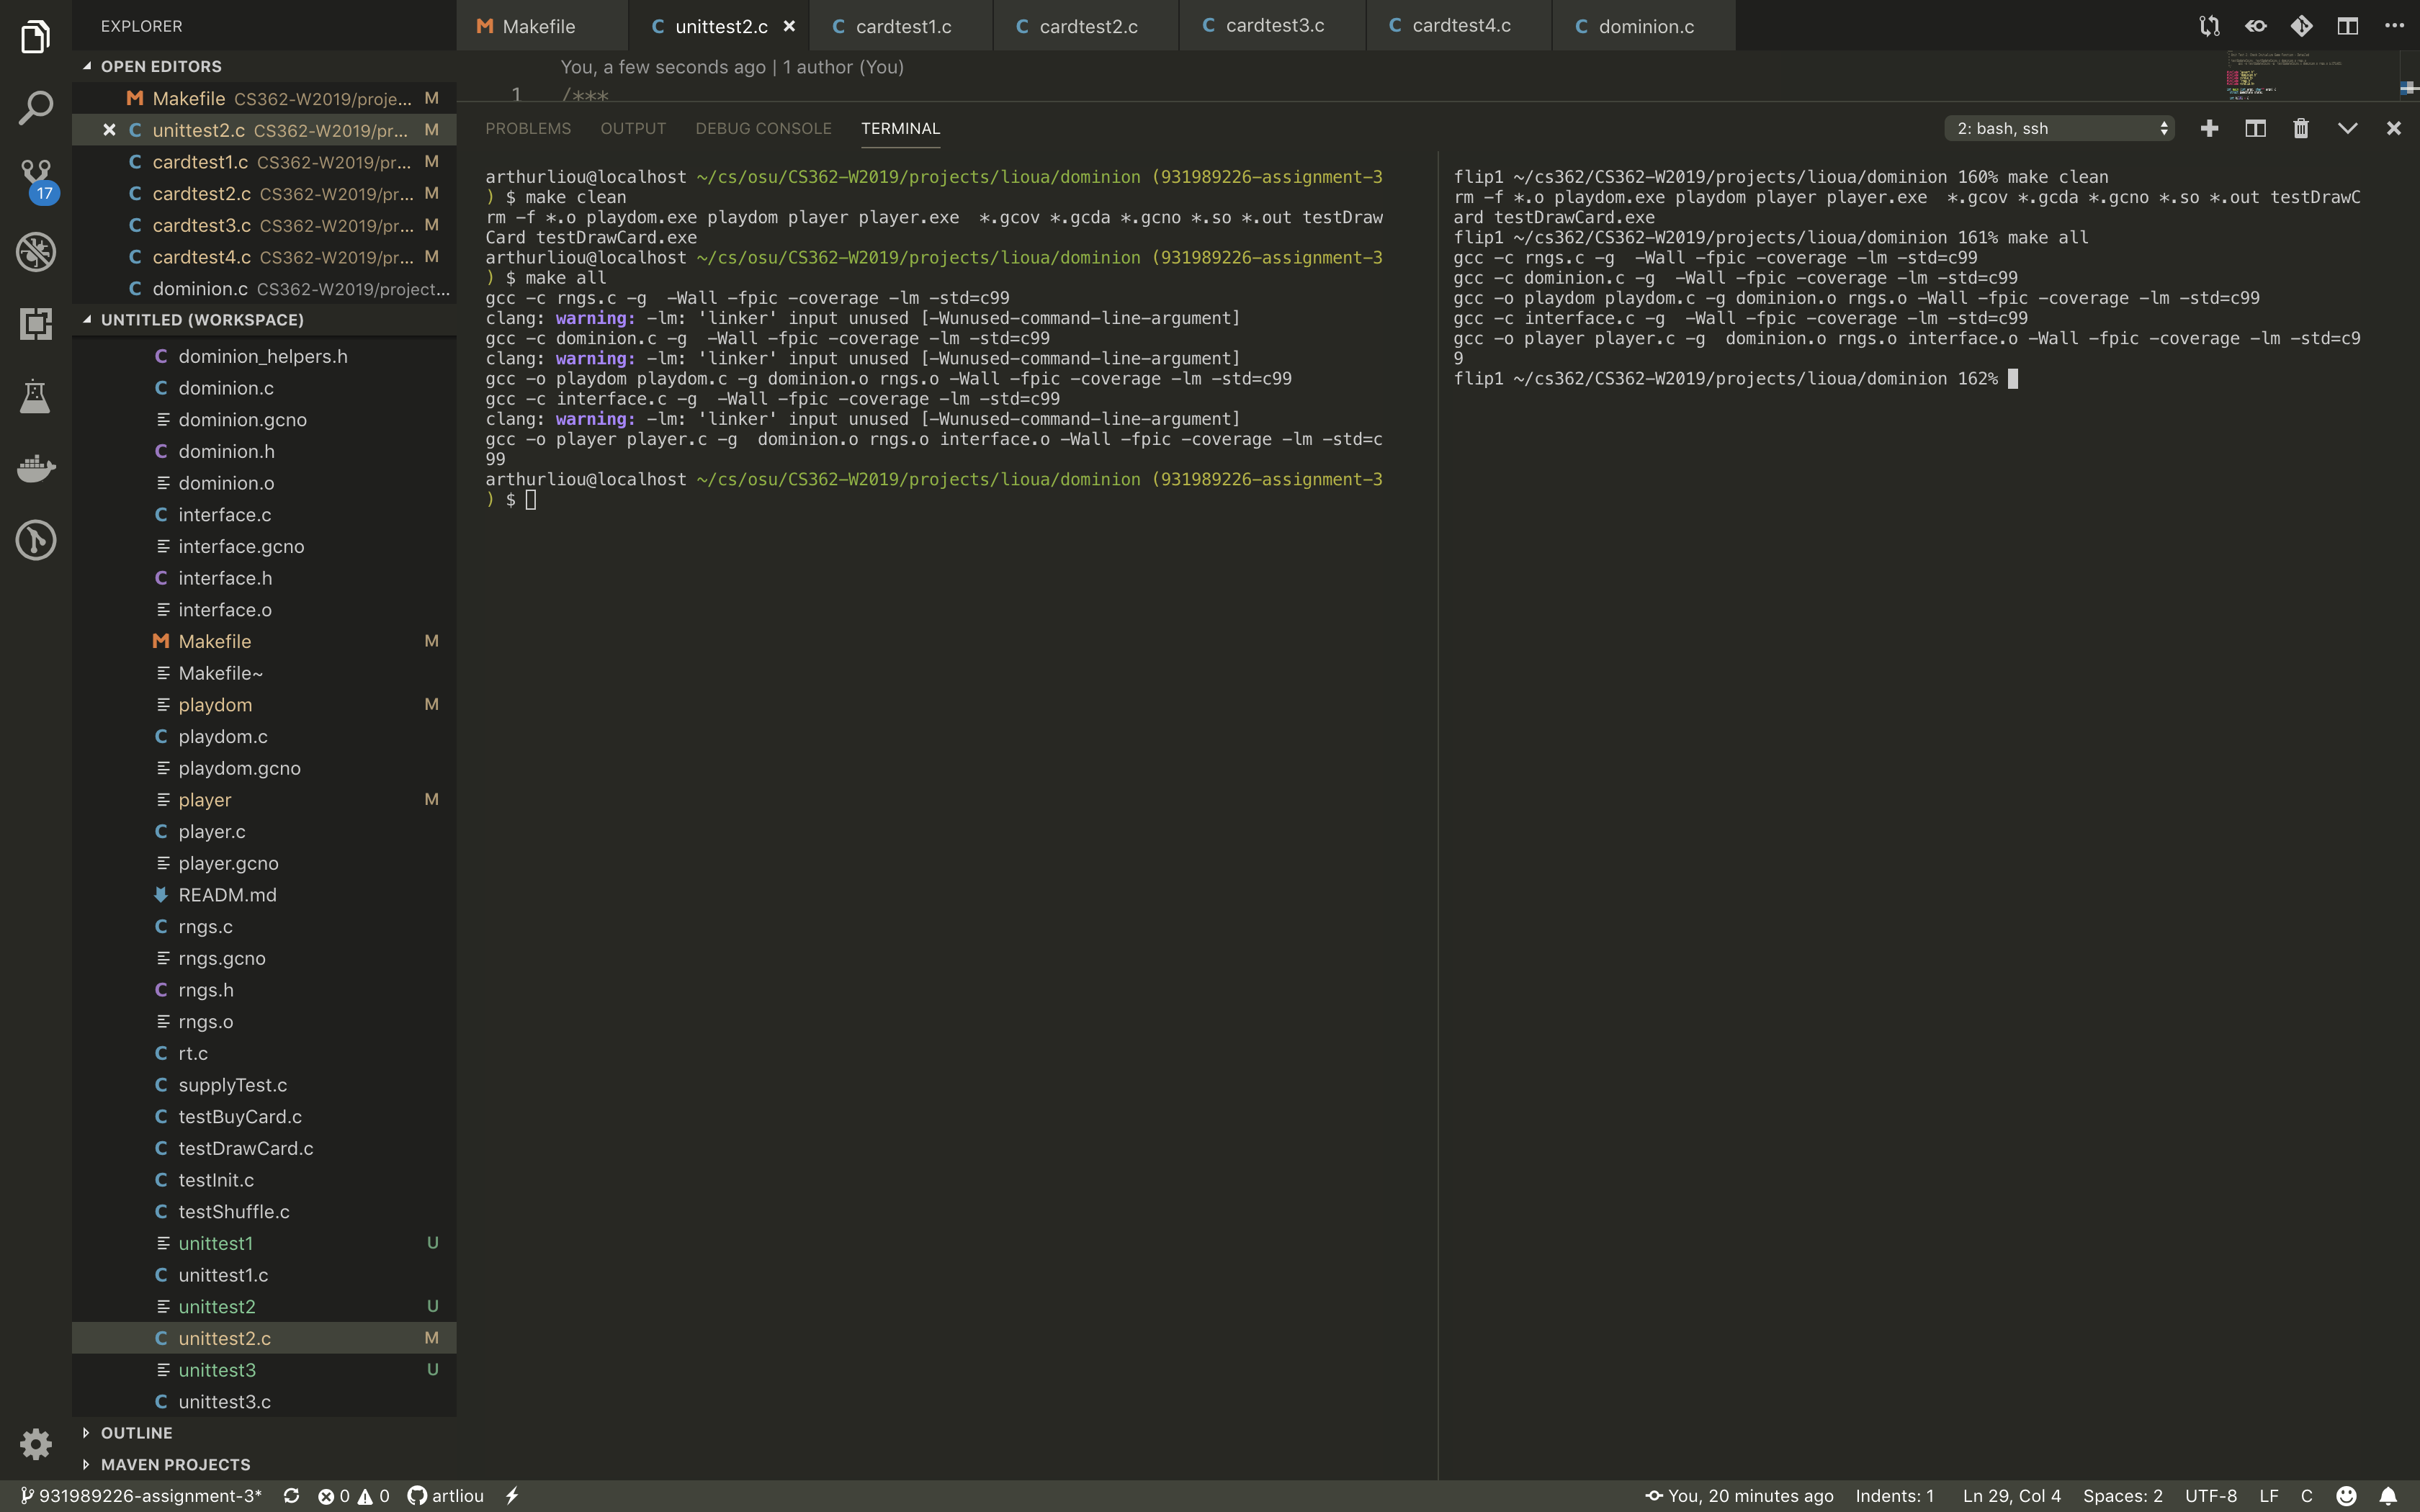 EXPLORER
OPEN EDITORS
Makefile CS362-W2019/proje... M
unittest2.c CS362-W2019/pr... M
cardtest1.c CS362-W2019/pr... M
cardtest2.c CS362-W2019/pr... M
cardtest3.c CS362-W2019/pr... M
cardtest4.c CS362-W2019/pr... M
dominion.c CS362-W2019/project...
UNTITLED (WORKSPACE)
17
dominion_helpers.h
dominion.c
dominion.gcno
dominion.h
dominion.o
interface.c
interface.gcno
interface.h
interface.o
Makefile M
Makefile~
playdom M
playdom.c
playdom.gcno
player M
player.c
player.gcno
READM.md
rngs.c
rngs.gcno
rngs.h
rngs.o
rt.c
supplyTest.c
testBuyCard.c
testDrawCard.c
testInit.c
testShuffle.c
unittest1 U
unittest1.c
unittest2 U
unittest2.c M
unittest3 U
unittest3.c
OUTLINE
MAVEN PROJECTS
Makefile unittest2.c cardtest1.c cardtest2.c cardtest3.c cardtest4.c dominion.c
You, a few seconds ago | 1 author (You)
1 /***
PROBLEMS OUTPUT DEBUG CONSOLE TERMINAL 2: bash, ssh
arthurliou@localhost ~/cs/osu/CS362-W2019/projects/lioua/dominion (931989226-assignment-3
) $ make clean
rm -f *.o playdom.exe playdom player player.exe  *.gcov *.gcda *.gcno *.so *.out testDraw
Card testDrawCard.exe
arthurliou@localhost ~/cs/osu/CS362-W2019/projects/lioua/dominion (931989226-assignment-3
) $ make all
gcc -c rngs.c -g  -Wall -fpic -coverage -lm -std=c99
clang: warning: -lm: 'linker' input unused [-Wunused-command-line-argument]
gcc -c dominion.c -g  -Wall -fpic -coverage -lm -std=c99
clang: warning: -lm: 'linker' input unused [-Wunused-command-line-argument]
gcc -o playdom playdom.c -g dominion.o rngs.o -Wall -fpic -coverage -lm -std=c99
gcc -c interface.c -g  -Wall -fpic -coverage -lm -std=c99
clang: warning: -lm: 'linker' input unused [-Wunused-command-line-argument]
gcc -o player player.c -g  dominion.o rngs.o interface.o -Wall -fpic -coverage -lm -std=c
99
arthurliou@localhost ~/cs/osu/CS362-W2019/projects/lioua/dominion (931989226-assignment-3
) $
flip1 ~/cs362/CS362-W2019/projects/lioua/dominion 160% make clean
rm -f *.o playdom.exe playdom player player.exe  *.gcov *.gcda *.gcno *.so *.out testDrawC
ard testDrawCard.exe
flip1 ~/cs362/CS362-W2019/projects/lioua/dominion 161% make all
gcc -c rngs.c -g  -Wall -fpic -coverage -lm -std=c99
gcc -c dominion.c -g  -Wall -fpic -coverage -lm -std=c99
gcc -o playdom playdom.c -g dominion.o rngs.o -Wall -fpic -coverage -lm -std=c99
gcc -c interface.c -g  -Wall -fpic -coverage -lm -std=c99
gcc -o player player.c -g  dominion.o rngs.o interface.o -Wall -fpic -coverage -lm -std=c9
9
flip1 ~/cs362/CS362-W2019/projects/lioua/dominion 162%
931989226-assignment-3* 0 0 artliou You, 20 minutes ago Indents: 1 Ln 29, Col 4 Spaces: 2 UTF-8 LF C